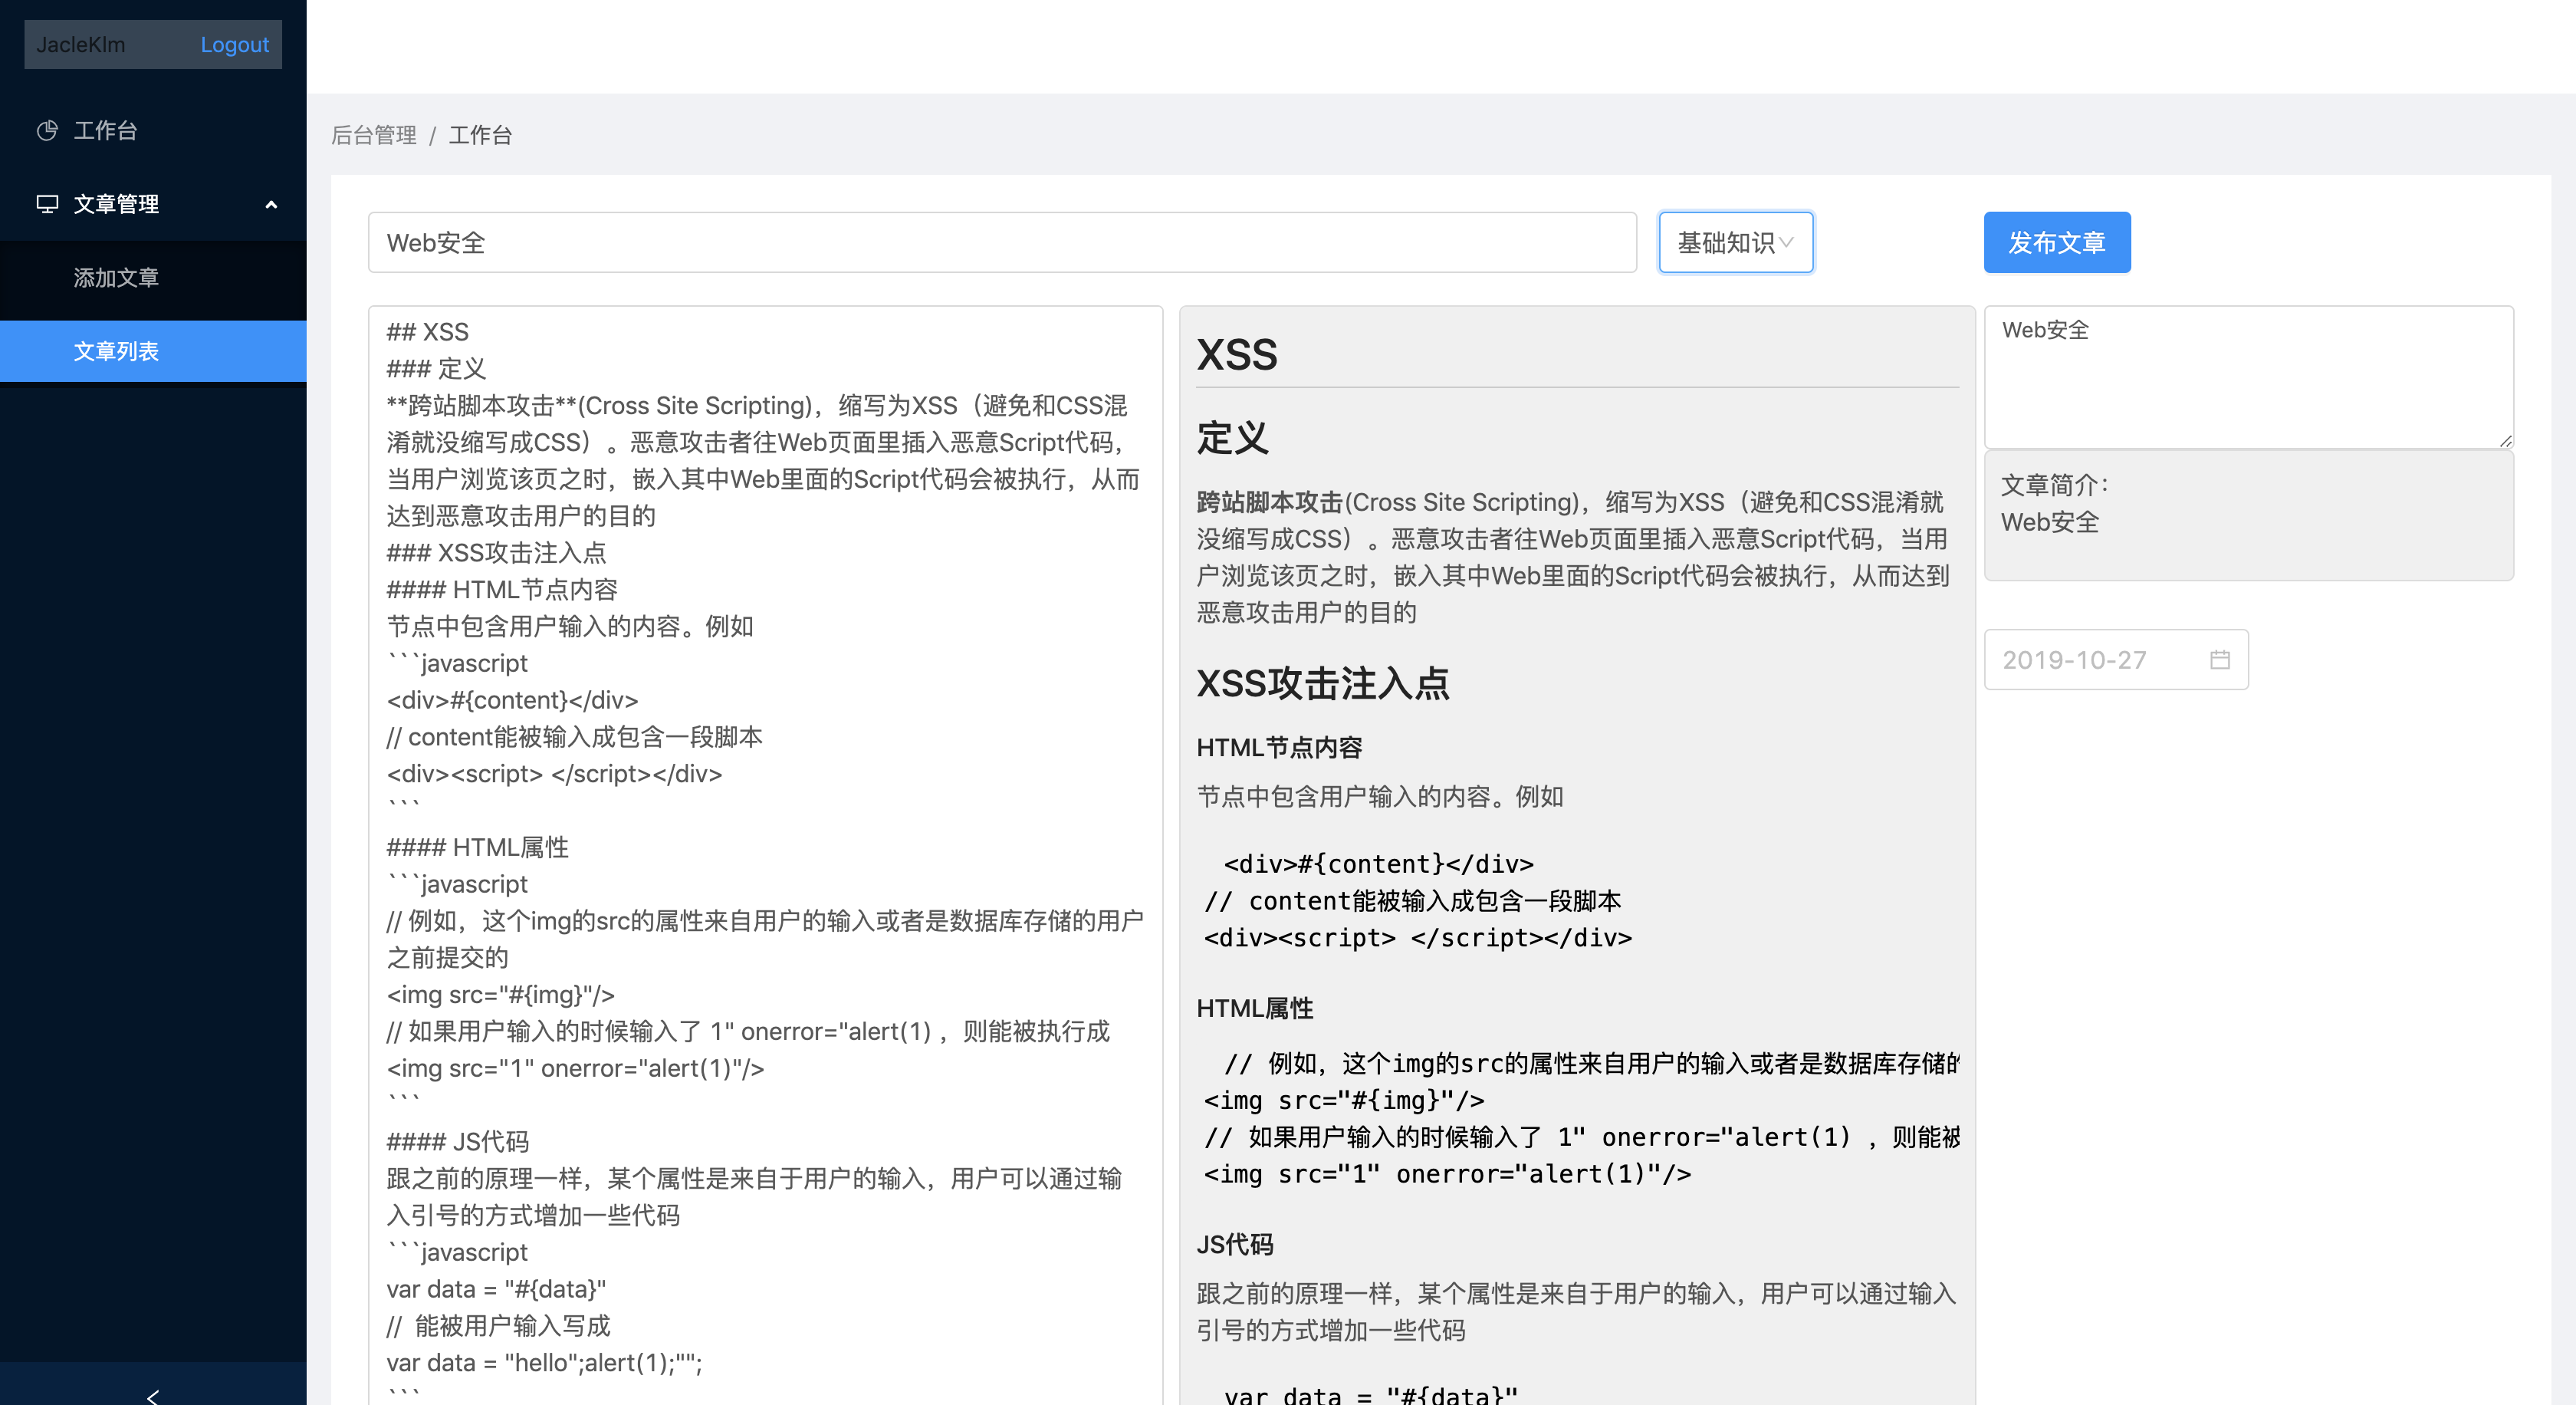 JacleKlm Logout
工作台
文章管理
添加文章
文章列表
后台管理 / 工作台
Web安全
基础知识
发布文章
## XSS
### 定义
**跨站脚本攻击**(Cross Site Scripting)，缩写为XSS（避免和CSS混
淆就没缩写成CSS）。恶意攻击者往Web页面里插入恶意Script代码，
当用户浏览该页之时，嵌入其中Web里面的Script代码会被执行，从而
达到恶意攻击用户的目的
### XSS攻击注入点
#### HTML节点内容
节点中包含用户输入的内容。例如
```javascript
<div>#{content}</div>
// content能被输入成包含一段脚本
<div><script> </script></div>
```
#### HTML属性
```javascript
// 例如，这个img的src的属性来自用户的输入或者是数据库存储的用户
之前提交的
<img src="#{img}"/>
// 如果用户输入的时候输入了 1" onerror="alert(1) ，则能被执行成
<img src="1" onerror="alert(1)"/>
```
#### JS代码
跟之前的原理一样，某个属性是来自于用户的输入，用户可以通过输
入引号的方式增加一些代码
```javascript
var data = "#{data}"
//  能被用户输入写成
var data = "hello";alert(1);"";
```
XSS
定义
跨站脚本攻击(Cross Site Scripting)，缩写为XSS（避免和CSS混淆就
没缩写成CSS）。恶意攻击者往Web页面里插入恶意Script代码，当用
户浏览该页之时，嵌入其中Web里面的Script代码会被执行，从而达到
恶意攻击用户的目的
XSS攻击注入点
HTML节点内容
节点中包含用户输入的内容。例如
<div>#{content}</div>
// content能被输入成包含一段脚本
<div><script> </script></div>
HTML属性
// 例如，这个img的src的属性来自用户的输入或者是数据库存储的
<img src="#{img}"/>
// 如果用户输入的时候输入了 1" onerror="alert(1) ，则能被
<img src="1" onerror="alert(1)"/>
JS代码
跟之前的原理一样，某个属性是来自于用户的输入，用户可以通过输入
引号的方式增加一些代码
var data = "#{data}"
Web安全
文章简介：
Web安全
2019-10-27